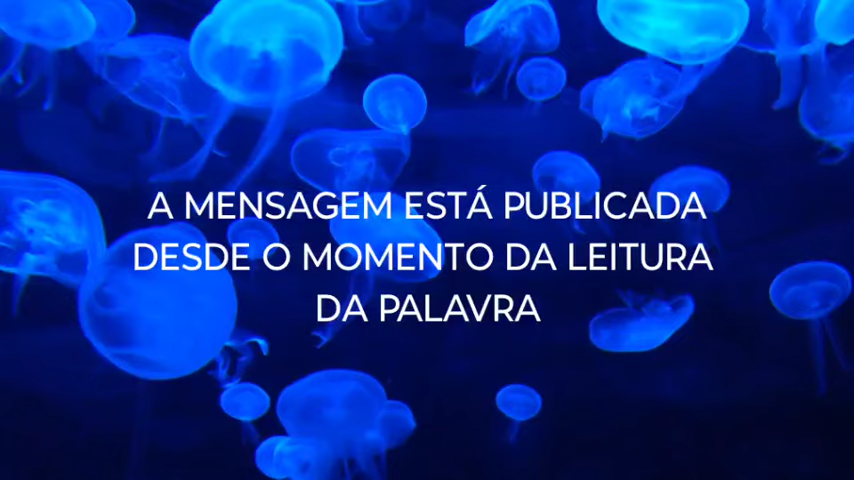 A MENSAGEM ESTÁ PUBLICADA
DESDE O MOMENTO DA LEITURA
DA PALAVRA